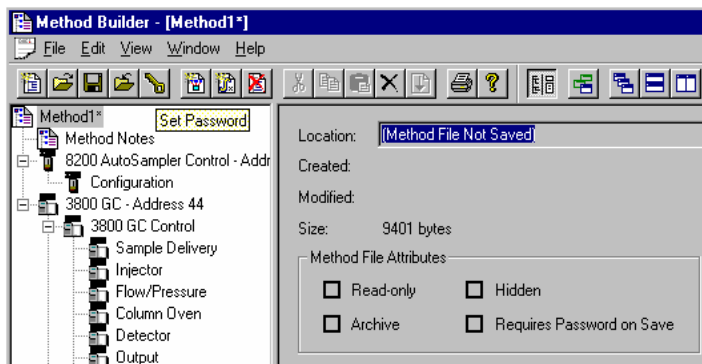 Method Builder - [Method1*]
File Edit View Window Help
Method1*
Set Password
Method Notes
8200 AutoSampler Control - Addr
Configuration
3800 GC - Address 44
3800 GC Control
Sample Delivery
Injector
Flow/Pressure
Column Oven
Detector
Output
Location: (Method File Not Saved)
Created:
Modified:
Size: 9401 bytes
Method File Attributes
Read-only Hidden
Archive Requires Password on Save